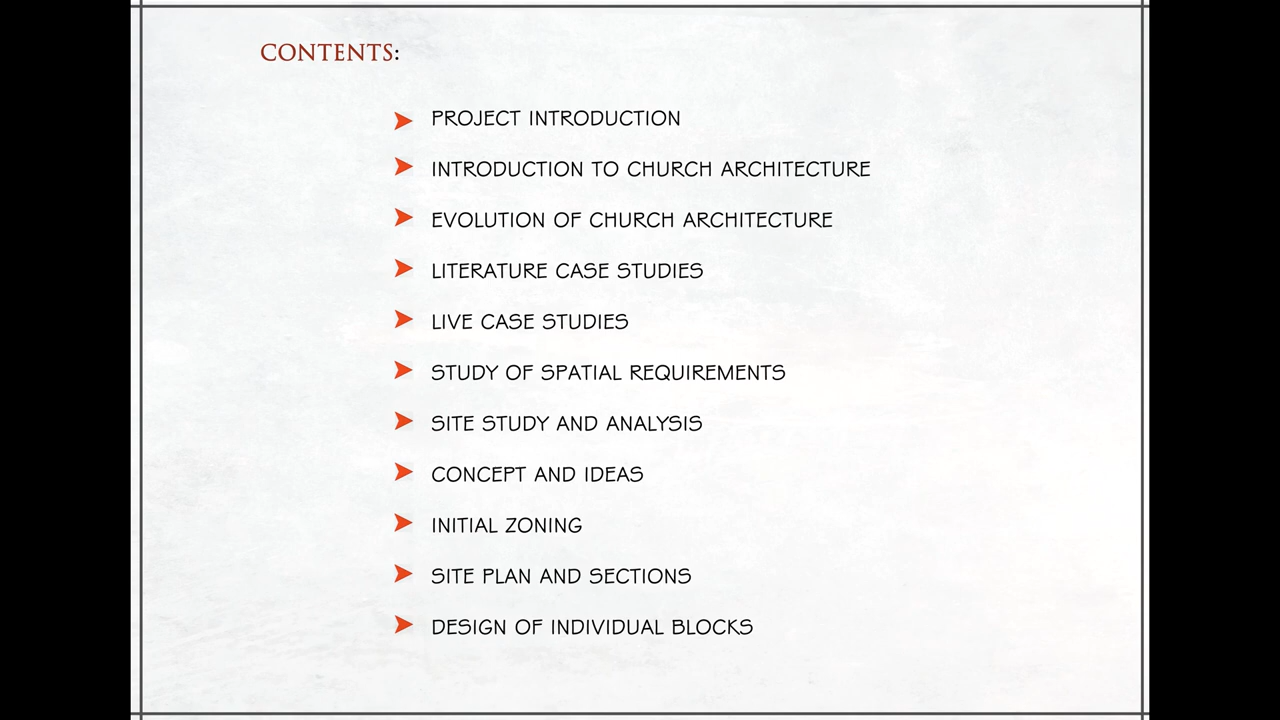 CONTENTS:
PROJECT INTRODUCTION
INTRODUCTION TO CHURCH ARCHITECTURE
EVOLUTION OF CHURCH ARCHITECTURE
LITERATURE CASE STUDIES
LIVE CASE STUDIES
STUDY OF SPATIAL REQUIREMENTS
SITE STUDY AND ANALYSIS
CONCEPT AND IDEAS
INITIAL ZONING
SITE PLAN AND SECTIONS
DESIGN OF INDIVIDUAL BLOCKS